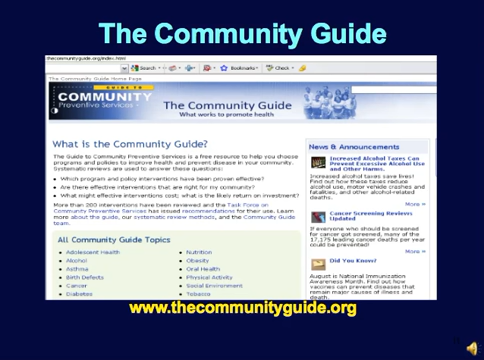 The Community Guide
thecommunityguide.org/index.html
Search
Bookmarks
Check
The Community Guide Home Page
GUIDE TO
COMMUNITY
Preventive Services
The Community Guide
What works to promote health
What is the Community Guide?
The Guide to Community Preventive Services is a free resource to help you choose
programs and policies to improve health and prevent disease in your community.
Systematic reviews are used to answer these questions:
Which program and policy interventions have been proven effective?
Are there effective interventions that are right for my community?
What might effective interventions cost; what is the likely return on investment?
More than 200 interventions have been reviewed and the Task Force on
Community Preventive Services has issued recommendations for their use. Learn
more about the guide, our systematic review methods, and the Community Guide
team.
All Community Guide Topics
Adolescent Health
Alcohol
Asthma
Birth Defects
Cancer
Diabetes
Nutrition
Obesity
Oral Health
Physical Activity
Social Environment
Tobacco
News & Announcements
Increased Alcohol Taxes Can
Prevent Excessive Alcohol Use
and Other Harms.
Increased alcohol taxes save lives!
Find out how these taxes reduce
alcohol use, motor vehicle crashes and
fatalities, and other alcohol-related
deaths.
More »
Cancer Screening Reviews
Updated
If everyone who should be screened
for cancer got screened, many of the
17,175 leading cancer deaths per year
could be prevented!
More »
Did You Know?
August is National Immunization
Awareness Month. Find out how
vaccines can prevent diseases that
remain major causes of illness and
death.
www.thecommunityguide.org